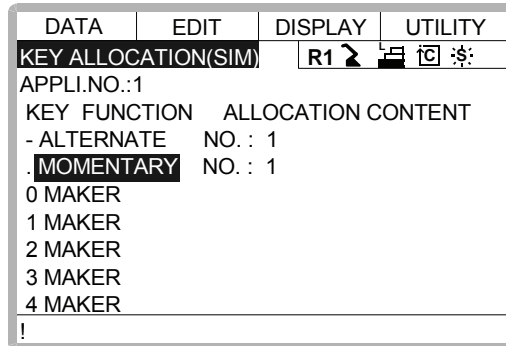 DATA EDIT DISPLAY UTILITY
KEY ALLOCATION(SIM) R1 L C S
APPLI.NO.:1
KEY FUNCTION ALLOCATION CONTENT
- ALTERNATE NO. : 1
. MOMENTARY NO. : 1
0 MAKER
1 MAKER
2 MAKER
3 MAKER
4 MAKER
!